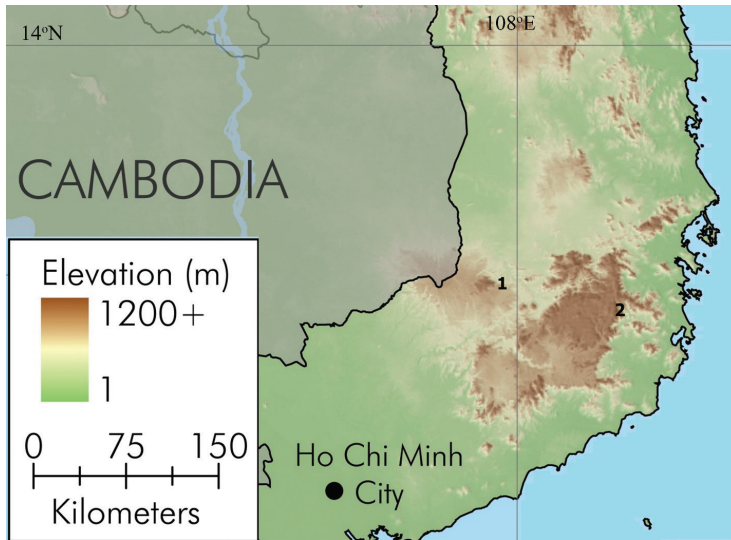 14ºN
108ºE
CAMBODIA
1
2
Elevation (m)
1200+
1
0 75 150
Kilometers
Ho Chi Minh
City